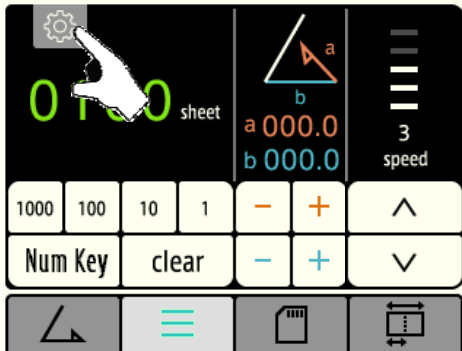 sheet
a
b
a 000.0
b 000.0
3
speed
1000 100 10 1 - +
Num Key clear - +